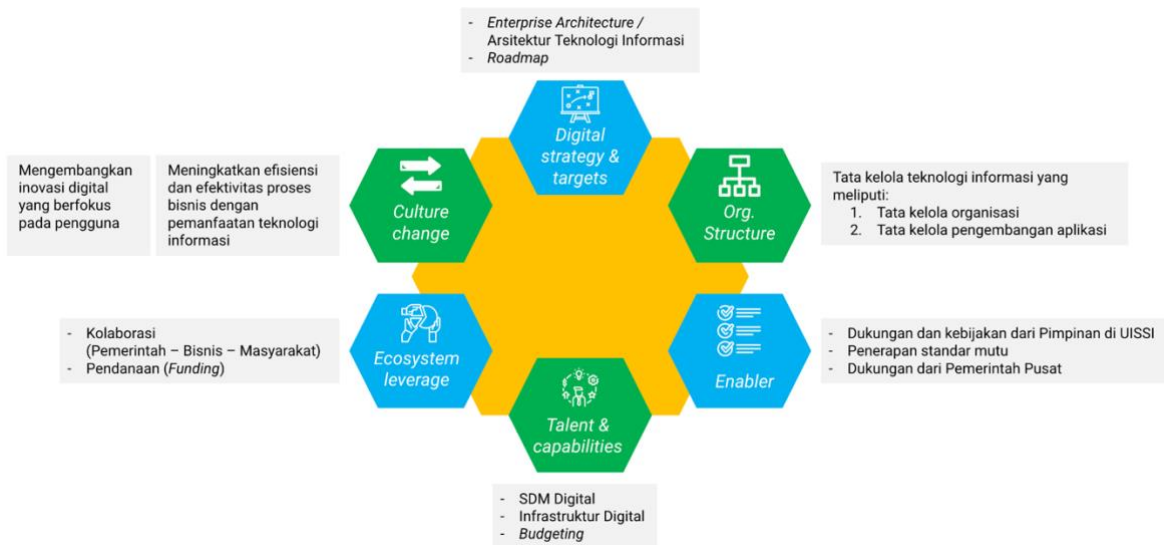 - Enterprise Architecture /
Arsitektur Teknologi Informasi
- Roadmap
Digital
strategy &
targets
Mengembangkan
inovasi digital
yang berfokus
pada pengguna
Meningkatkan efisiensi
dan efektivitas proses
bisnis dengan
pemanfaatan teknologi
informasi
Culture
change
Org.
Structure
Tata kelola teknologi informasi yang
meliputi:
1. Tata kelola organisasi
2. Tata kelola pengembangan aplikasi
- Kolaborasi
(Pemerintah – Bisnis – Masyarakat)
- Pendanaan (Funding)
Ecosystem
leverage
Enabler
- Dukungan dan kebijakan dari Pimpinan di UISSI
- Penerapan standar mutu
- Dukungan dari Pemerintah Pusat
Talent &
capabilities
- SDM Digital
- Infrastruktur Digital
- Budgeting